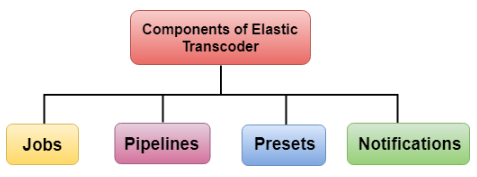 Components of Elastic
Transcoder
Jobs
Pipelines
Presets
Notifications